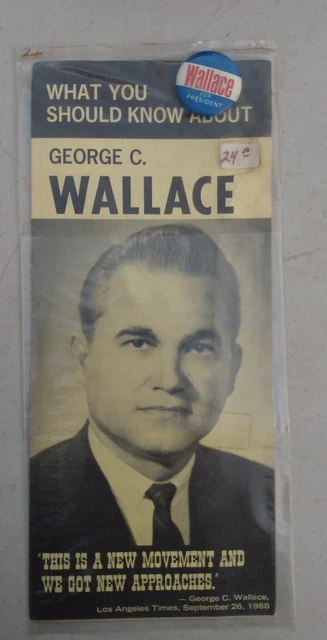 WHAT YOU
SHOULD KNOW ABOUT
Wallace
FOR
PRESIDENT
GEORGE C.
24¢
WALLACE
"THIS IS A NEW MOVEMENT AND
WE GOT NEW APPROACHES."
— George C. Wallace,
Los Angeles Times, September 26, 1968